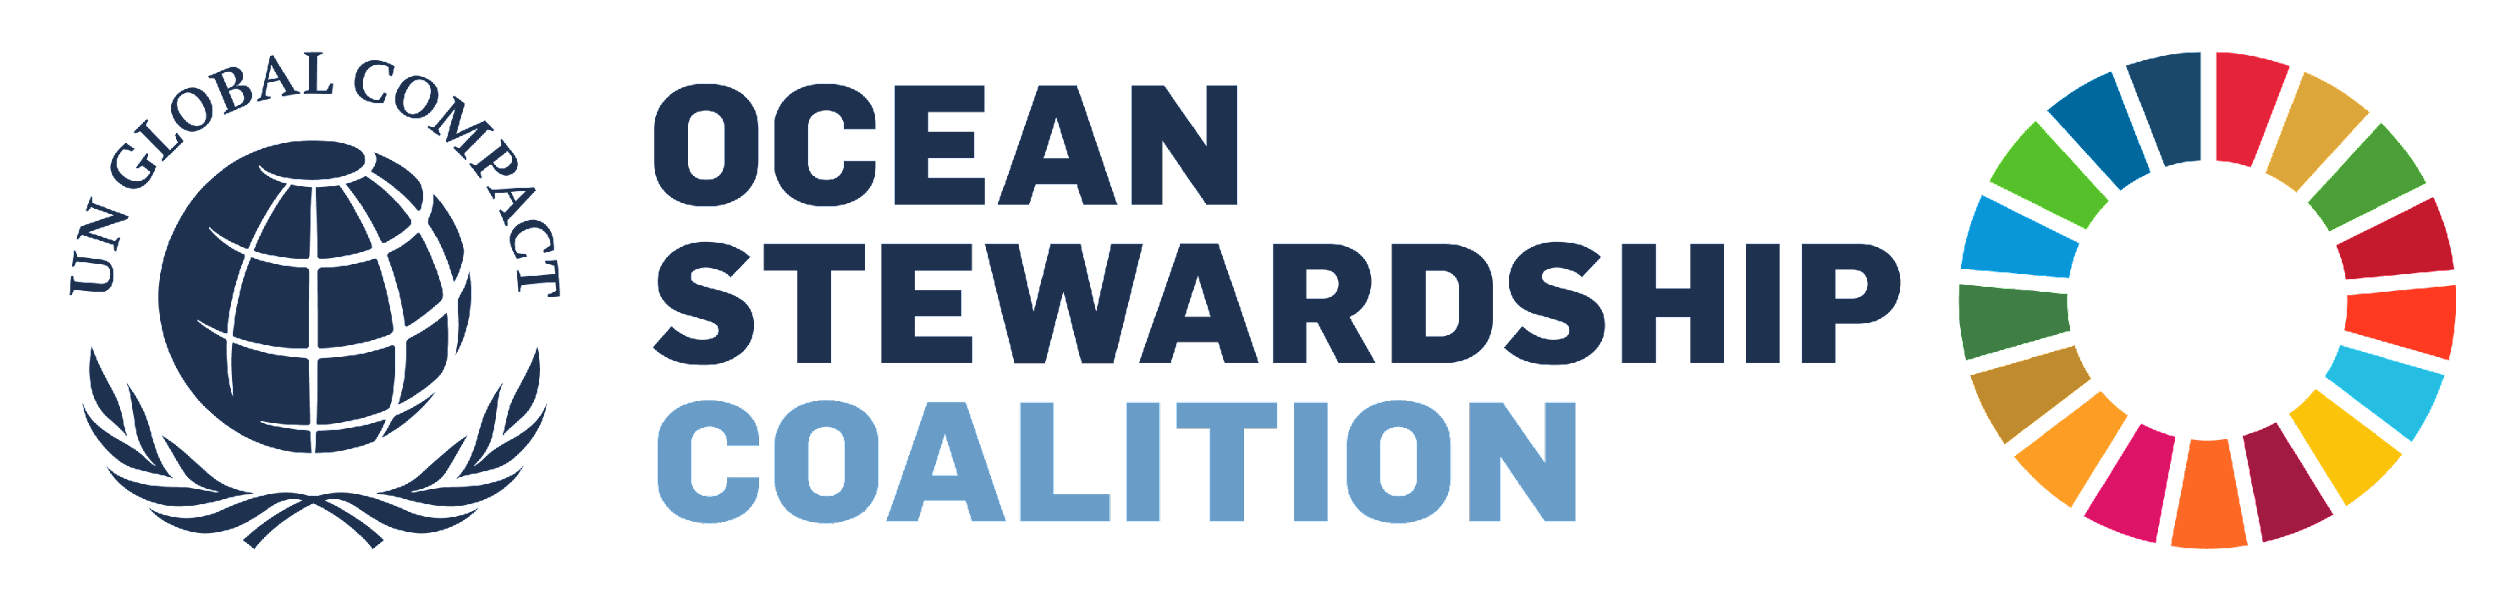 UN GLOBAL COMPACT
OCEAN
STEWARDSHIP
COALITION